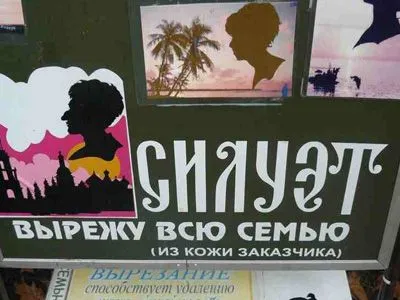 СИЛУЭТ
ВЫРЕЖУ ВСЮ СЕМЬЮ
(ИЗ КОЖИ ЗАКАЗЧИКА)
ВЫРЕЗАНИЕ
способствует удалению